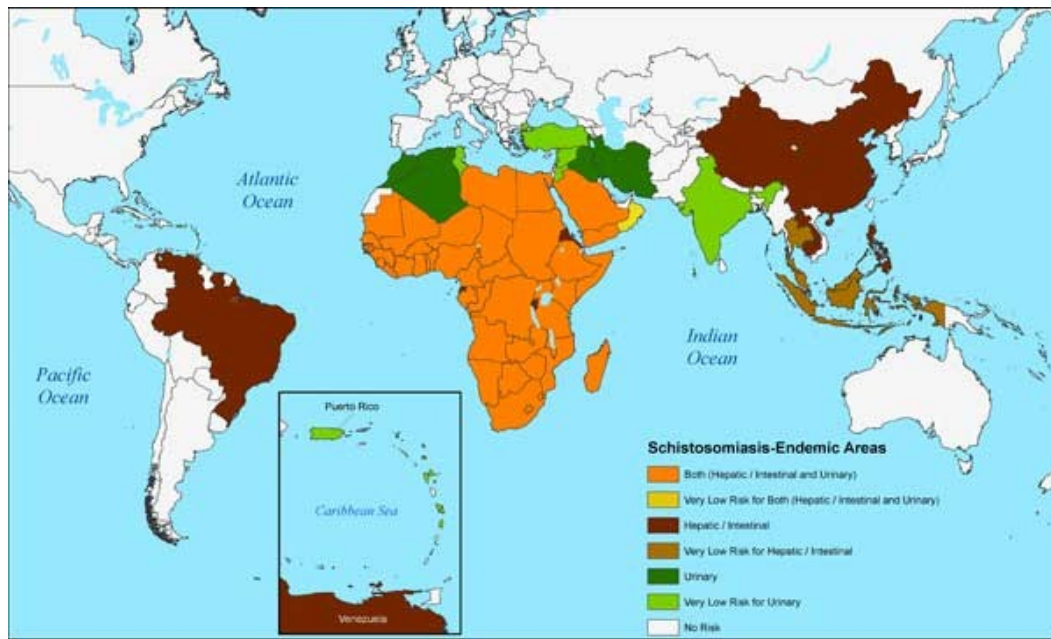 Atlantic
Ocean
Pacific
Ocean
Indian
Ocean
Puerto Rico
Caribbean Sea
Venezuela
Schistosomiasis-Endemic Areas
Both (Hepatic / Intestinal and Urinary)
Very Low Risk for Both (Hepatic / Intestinal and Urinary)
Hepatic / Intestinal
Very Low Risk for Hepatic / Intestinal
Urinary
Very Low Risk for Urinary
No Risk